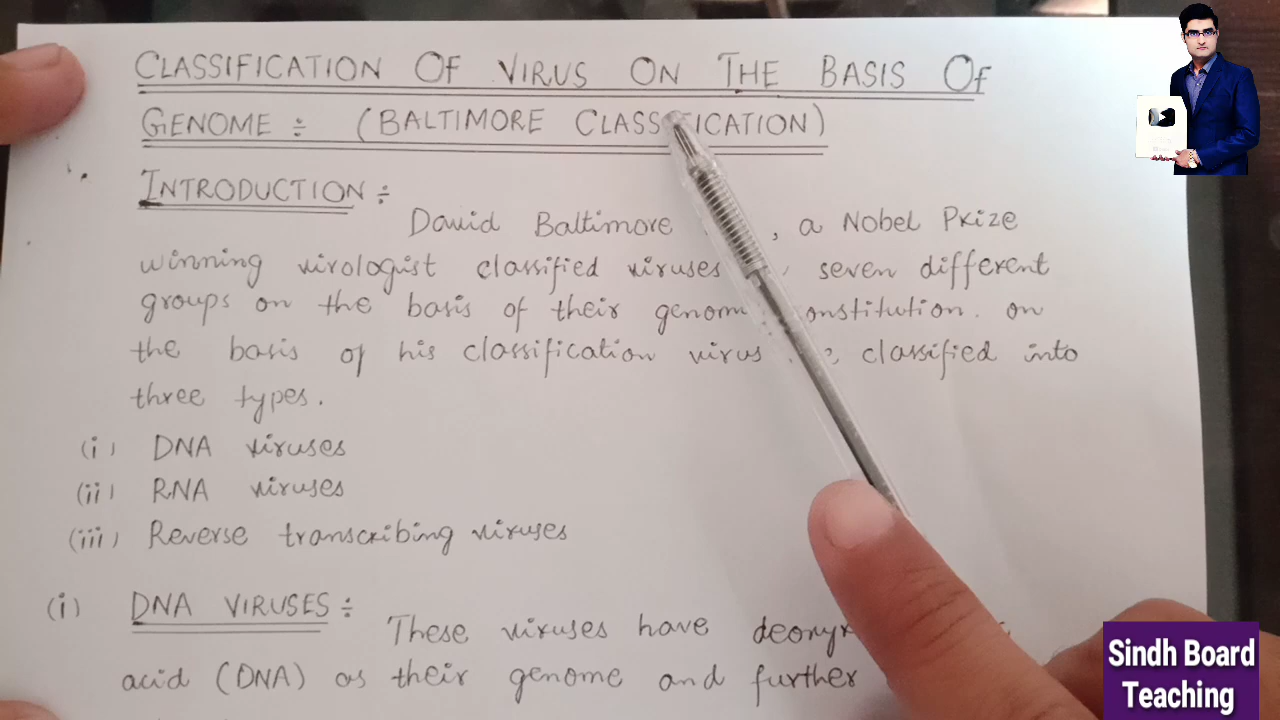 CLASSIFICATION OF VIRUS ON THE BASIS OF
GENOME ÷ (BALTIMORE CLASSIFICATION)
INTRODUCTION ÷
David Baltimore , a Nobel Prize
winning virologist classified viruses seven different
groups on the basis of their genom onstitution. on
the basis of his classification virus classified into
three types.
(i) DNA viruses
(ii) RNA viruses
(iii) Reverse transcribing viruses
(i) DNA VIRUSES ÷
These viruses have deoxyr
acid (DNA) as their genome and further
Sindh Board
Teaching